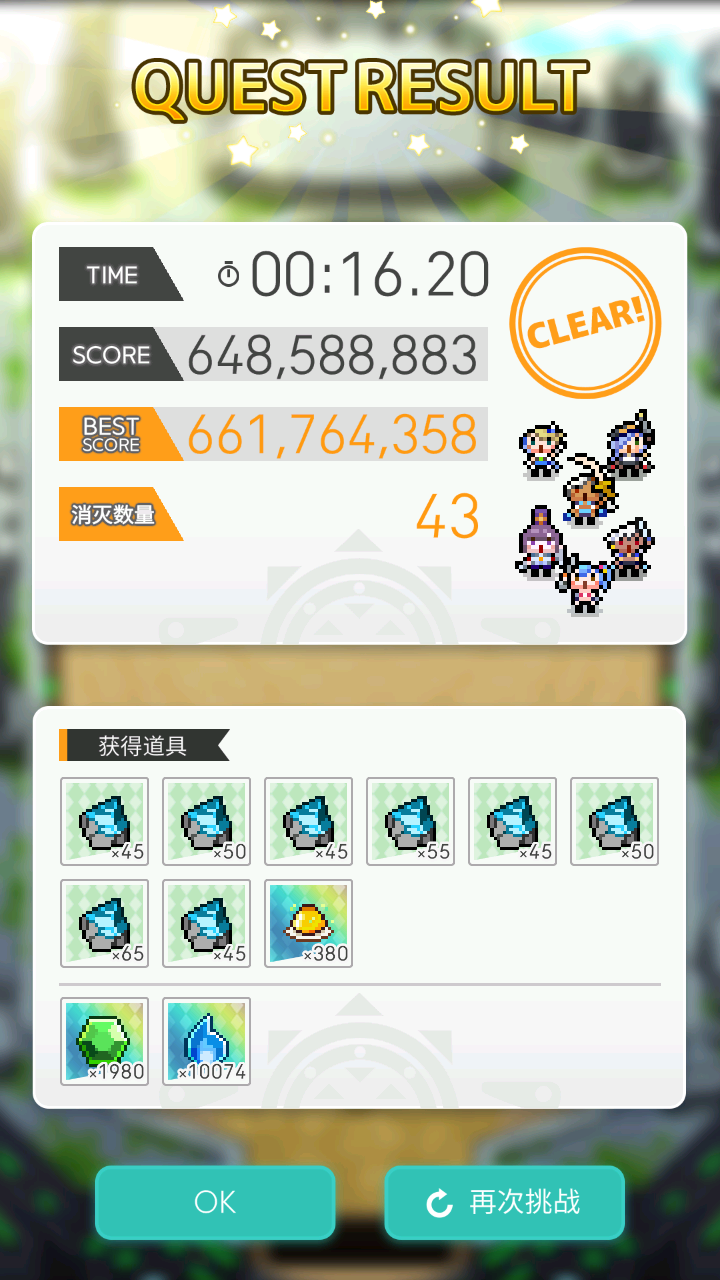 QUEST RESULT
TIME 00:16.20
CLEAR!
SCORE 648,588,883
BEST SCORE 661,764,358
消灭数量 43
获得道具
×45 ×50 ×45 ×55 ×45 ×50
×65 ×45 ×380
×1980 ×10074
OK 再次挑战